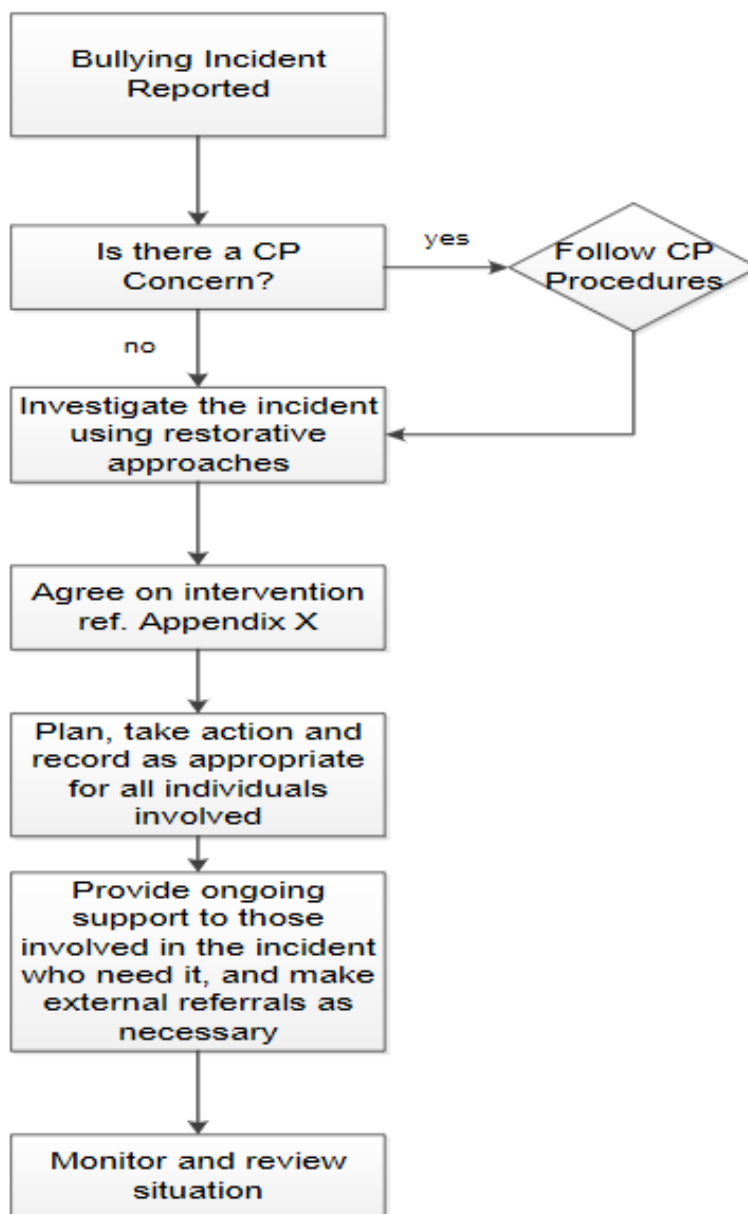 Bullying Incident
Reported
Is there a CP
Concern?
yes
Follow CP
Procedures
no
Investigate the incident
using restorative
approaches
Agree on intervention
ref. Appendix X
Plan, take action and
record as appropriate
for all individuals
involved
Provide ongoing
support to those
involved in the incident
who need it, and make
external referrals as
necessary
Monitor and review
situation